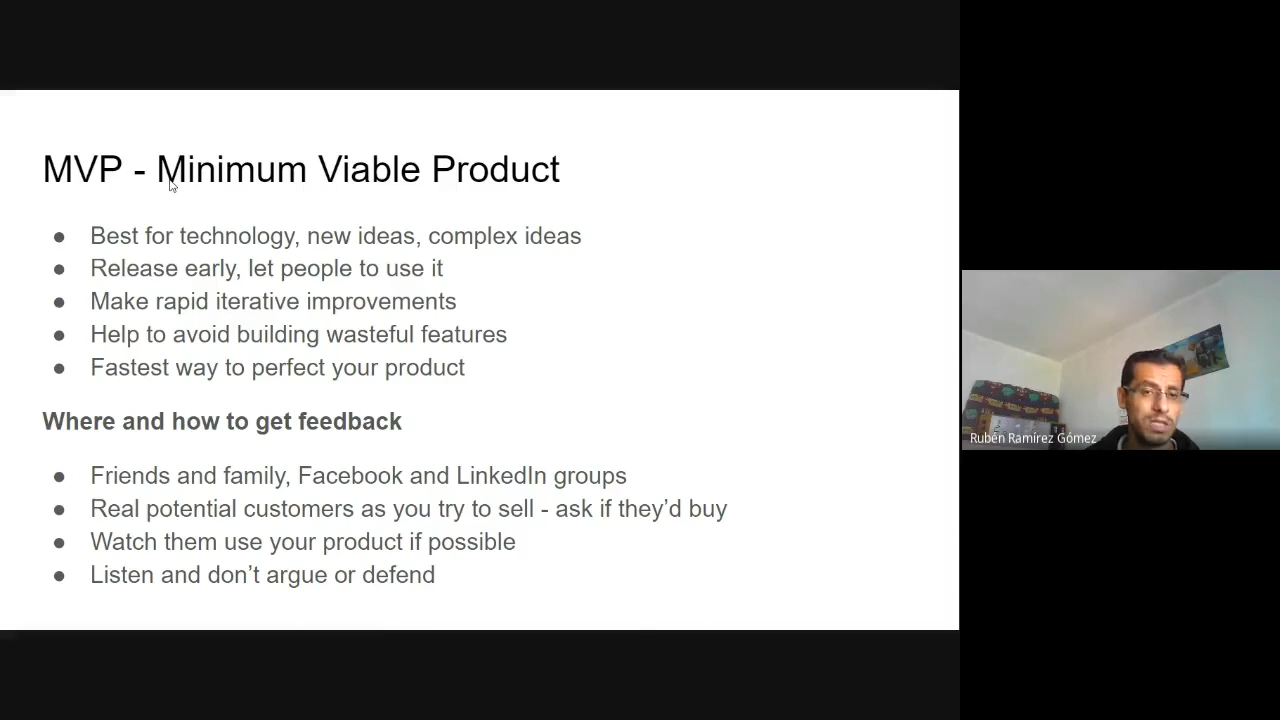 MVP - Minimum Viable Product
● Best for technology, new ideas, complex ideas
● Release early, let people to use it
● Make rapid iterative improvements
● Help to avoid building wasteful features
● Fastest way to perfect your product
Where and how to get feedback
● Friends and family, Facebook and LinkedIn groups
● Real potential customers as you try to sell - ask if they’d buy
● Watch them use your product if possible
● Listen and don’t argue or defend
Rubén Ramírez Gómez